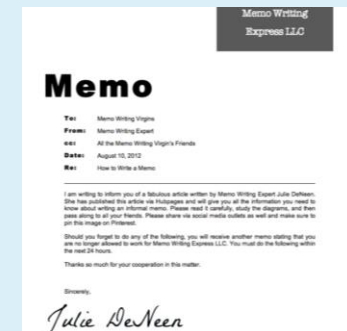 Memo Writing
Express LLC
Memo
To: Memo Writing Virgins
From: Memo Writing Expert
cc: All the Memo Writing Virgin's Friends
Date: August 10, 2012
Re: How to Write a Memo
I am writing to inform you of a fabulous article written by Memo Writing Expert Julie DeNeen.
She has published this article via Hubpages and will give you all the information you need to
know about writing an informal memo. Please read it carefully, study the diagrams, and then
pass along to all your friends. Please share via social media outlets as well and make sure to
pin this image on Pinterest.
Should you forget to do any of the following, you will receive another memo stating that you
are no longer allowed to work for Memo Writing Express LLC. You must do the following within
the next 24 hours.
Thanks so much for your cooperation in this matter.
Sincerely,
Julie DeNeen